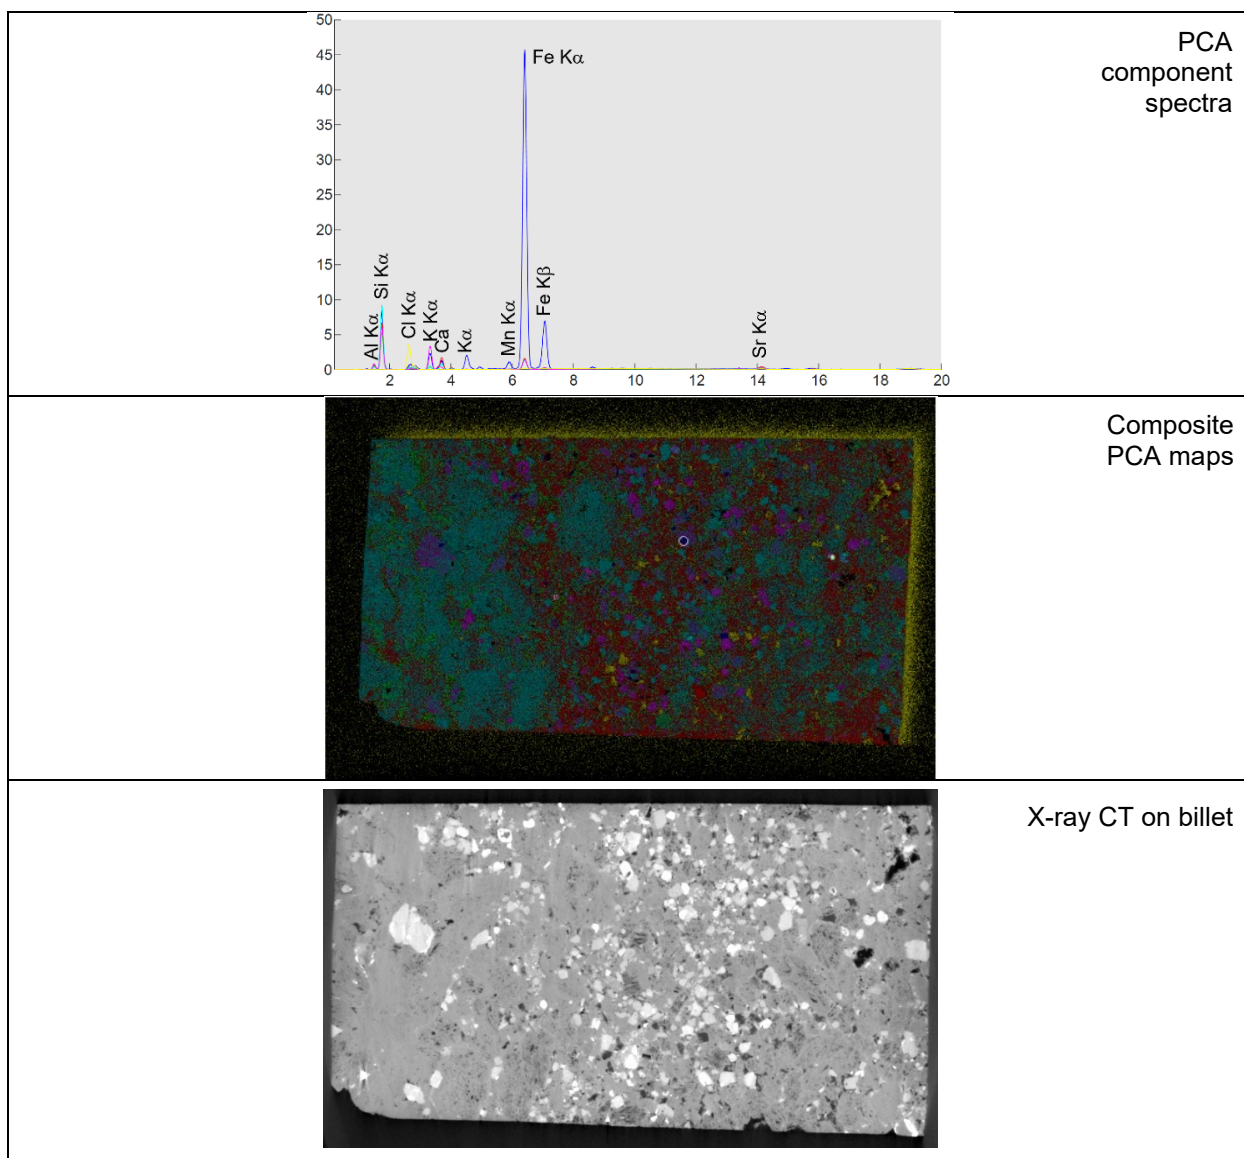 PCA
component
spectra
50
45
40
35
30
25
20
15
10
5
0
Al Kα
Si Kα
Cl Kα
K Kα
Ca
Kα
Mn Kα
Fe Kα
Fe Kβ
Sr Kα
2 4 6 8 10 12 14 16 18 20
Composite
PCA maps
X-ray CT on billet